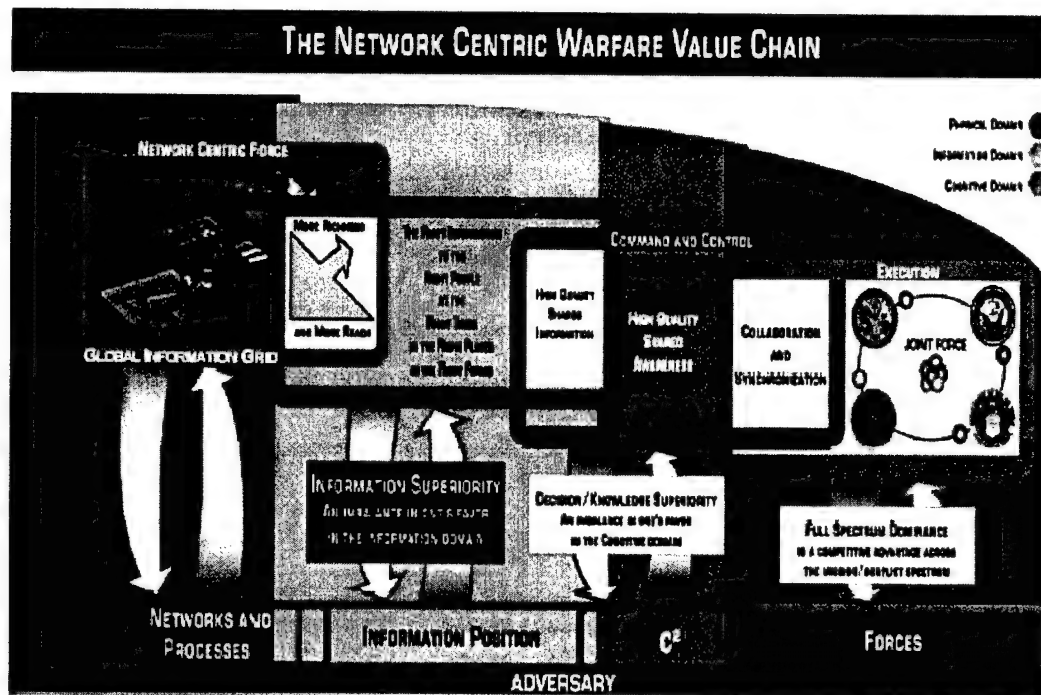 THE NETWORK CENTRIC WARFARE VALUE CHAIN
PHYSICAL DOMAIN
INFORMATION DOMAIN
COGNITIVE DOMAIN
NETWORK CENTRIC FORCE
MORE RICHNESS
AND MORE REACH
GLOBAL INFORMATION GRID
THE RIGHT INFORMATION
TO THE
RIGHT PEOPLE
AT THE
RIGHT TIMES
IN THE RIGHT PLACES
IN THE RIGHT FORMS
HIGH QUALITY
SHARED
INFORMATION
COMMAND AND CONTROL
HIGH QUALITY
SHARED
AWARENESS
COLLABORATION
AND
SYNCHRONIZATION
EXECUTION
JOINT FORCE
INFORMATION SUPERIORITY
AN IMBALANCE IN ONE'S FAVOR
IN THE INFORMATION DOMAIN
DECISION / KNOWLEDGE SUPERIORITY
AN IMBALANCE IN ONE'S FAVOR
IN THE COGNITIVE DOMAIN
FULL SPECTRUM DOMINANCE
IS A COMPETITIVE ADVANTAGE ACROSS
THE MISSION / CONFLICT SPECTRUM
NETWORKS AND
PROCESSES
INFORMATION POSITION
C²
FORCES
ADVERSARY